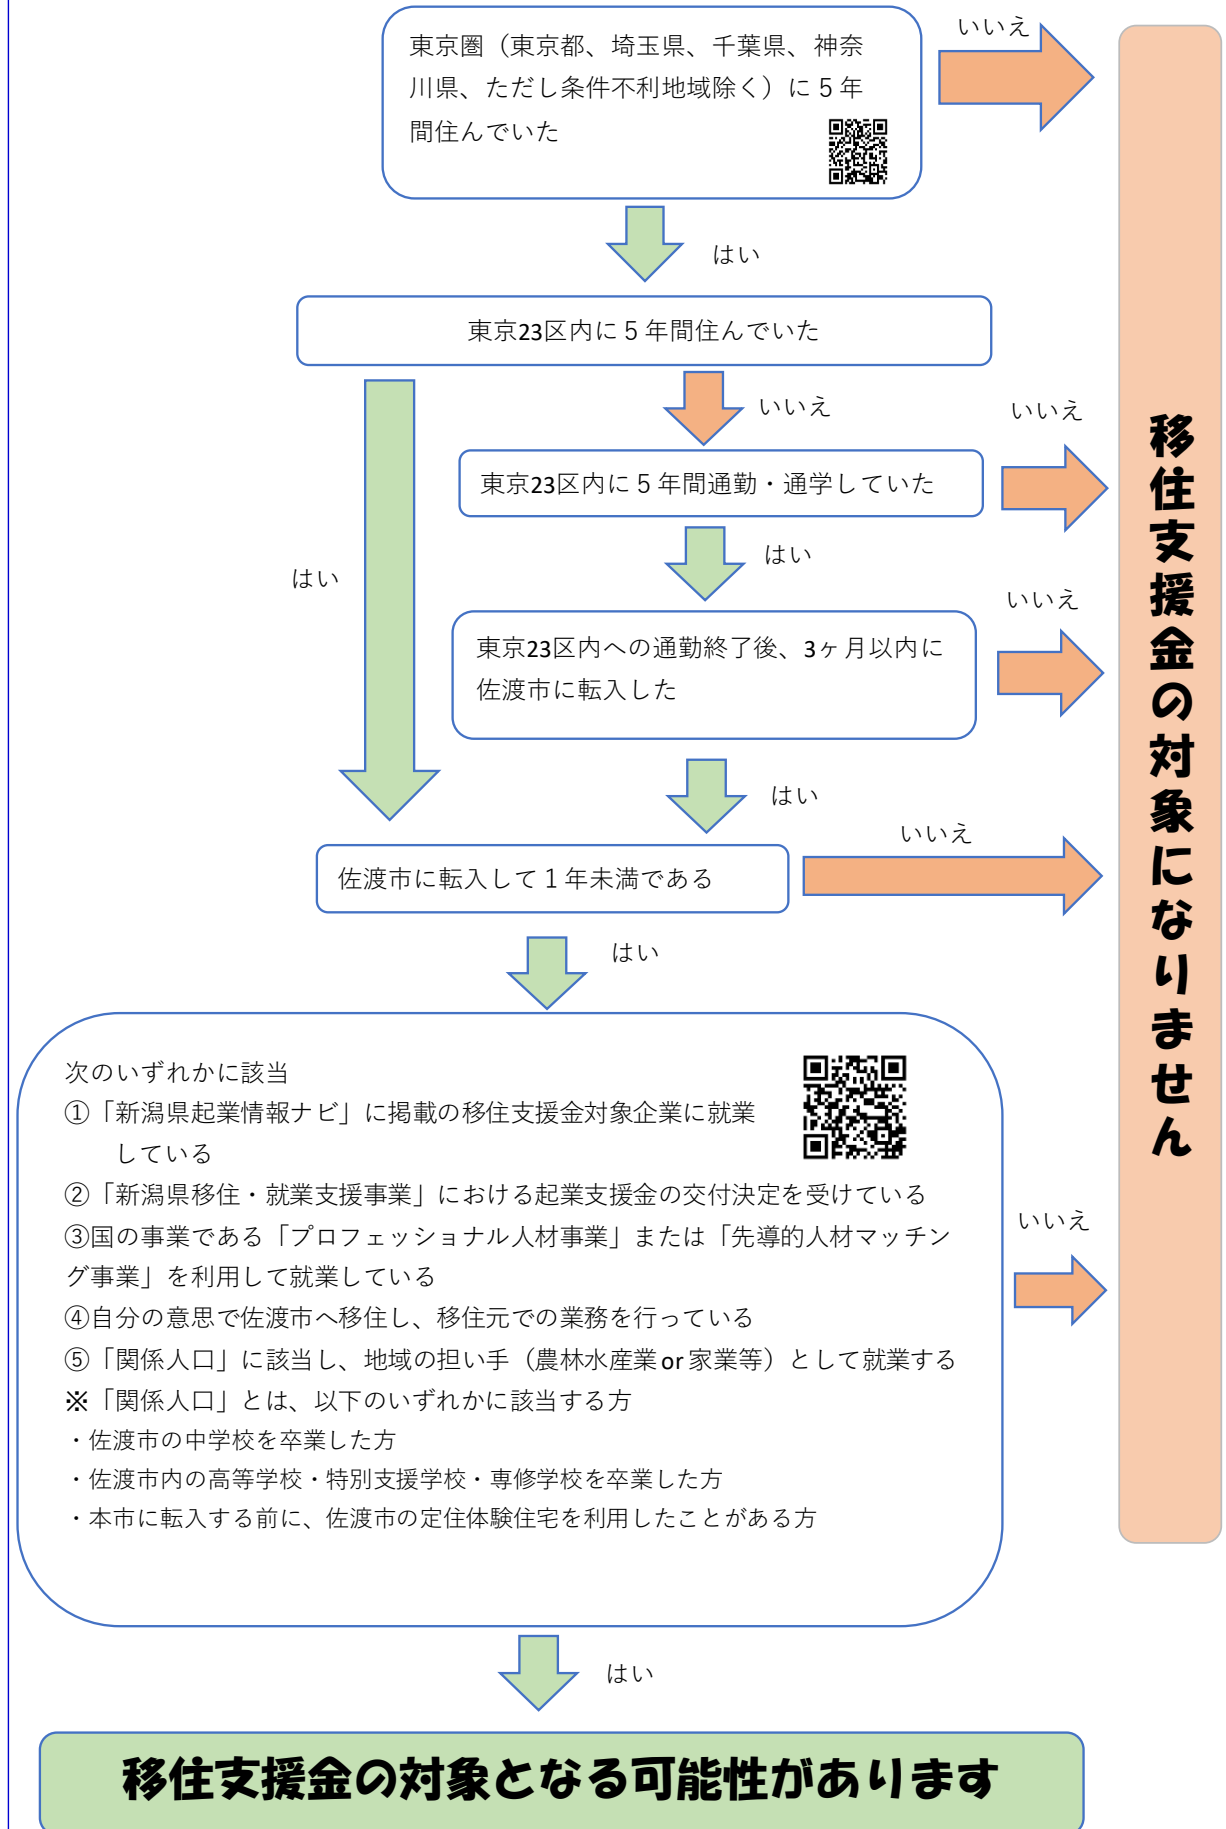 東京圏（東京都、埼玉県、千葉県、神奈
川県、ただし条件不利地域除く）に５年
間住んでいた
いいえ
はい
東京23区内に５年間住んでいた
いいえ
東京23区内に５年間通勤・通学していた
いいえ
はい
はい
東京23区内への通勤終了後、3ヶ月以内に
佐渡市に転入した
いいえ
はい
佐渡市に転入して１年未満である
いいえ
はい
次のいずれかに該当
①「新潟県起業情報ナビ」に掲載の移住支援金対象企業に就業
している
②「新潟県移住・就業支援事業」における起業支援金の交付決定を受けている
③国の事業である「プロフェッショナル人材事業」または「先導的人材マッチン
グ事業」を利用して就業している
④自分の意思で佐渡市へ移住し、移住元での業務を行っている
⑤「関係人口」に該当し、地域の担い手（農林水産業or家業等）として就業する
※「関係人口」とは、以下のいずれかに該当する方
・佐渡市の中学校を卒業した方
・佐渡市内の高等学校・特別支援学校・専修学校を卒業した方
・本市に転入する前に、佐渡市の定住体験住宅を利用したことがある方
いいえ
はい
移住支援金の対象となる可能性があります
移住支援金の対象になりません